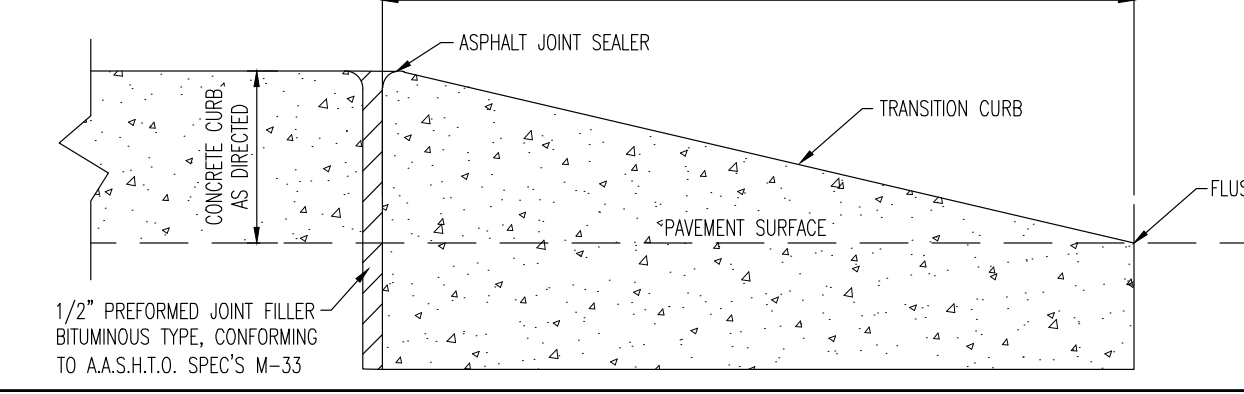 ASPHALT JOINT SEALER
TRANSITION CURB
CONCRETE CURB,
AS DIRECTED
PAVEMENT SURFACE
1/2" PREFORMED JOINT FILLER
BITUMINOUS TYPE, CONFORMING
TO A.A.S.H.T.O. SPEC'S M-33